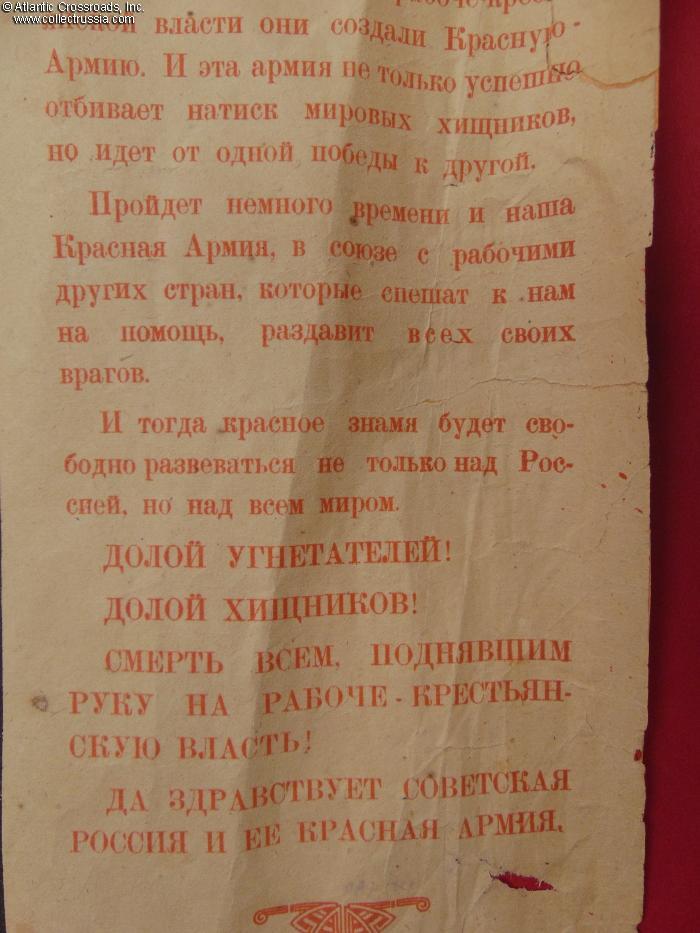 © Atlantic Crossroads, Inc.
www.collectrussia.com
рабоче-кресть-
янской власти они создали Красную
Армию. И эта армия не только успешно
отбивает натиск мировых хищников,
но идет от одной победы к другой.
Пройдет немного времени и наша
Красная Армия, в союзе с рабочими
других стран, которые спешат к нам
на помощь, раздавит всех своих
врагов.
И тогда красное знамя будет сво-
бодно развеваться не только над Рос-
сией, но над всем миром.
ДОЛОЙ УГНЕТАТЕЛЕЙ!
ДОЛОЙ ХИЩНИКОВ!
СМЕРТЬ ВСЕМ, ПОДНЯВШИМ
РУКУ НА РАБОЧЕ-КРЕСТЬЯН-
СКУЮ ВЛАСТЬ!
ДА ЗДРАВСТВУЕТ СОВЕТСКАЯ
РОССИЯ И ЕЕ КРАСНАЯ АРМИЯ.